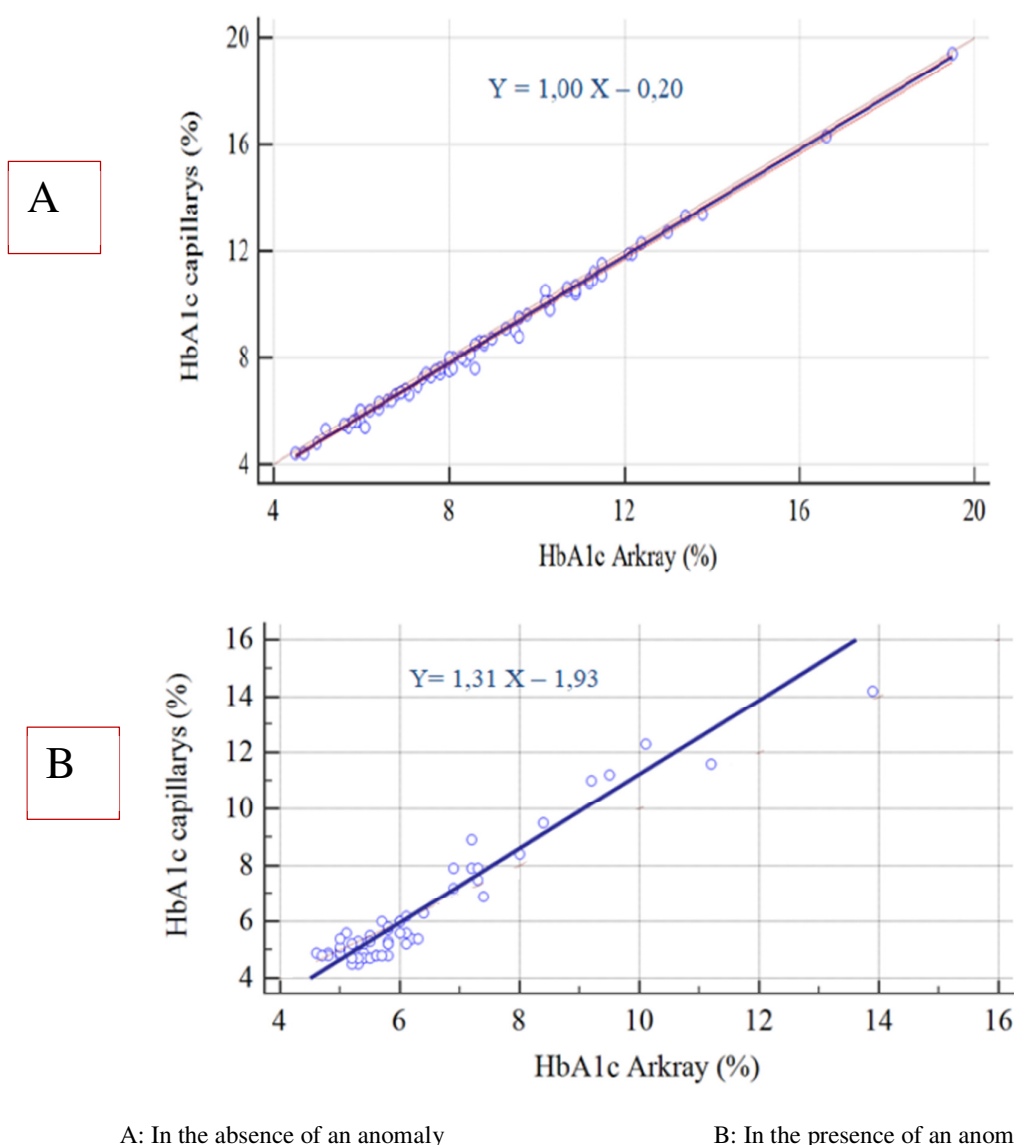 20
16
12
8
4
HbA1c capillarys (%)
Y = 1,00 X – 0,20
A
4 8 12 16 20
HbA1c Arkray (%)
16
14
12
10
8
6
4
HbA1c capillarys (%)
Y= 1,31 X – 1,93
B
4 6 8 10 12 14 16
HbA1c Arkray (%)
A: In the absence of an anomaly B: In the presence of an anom